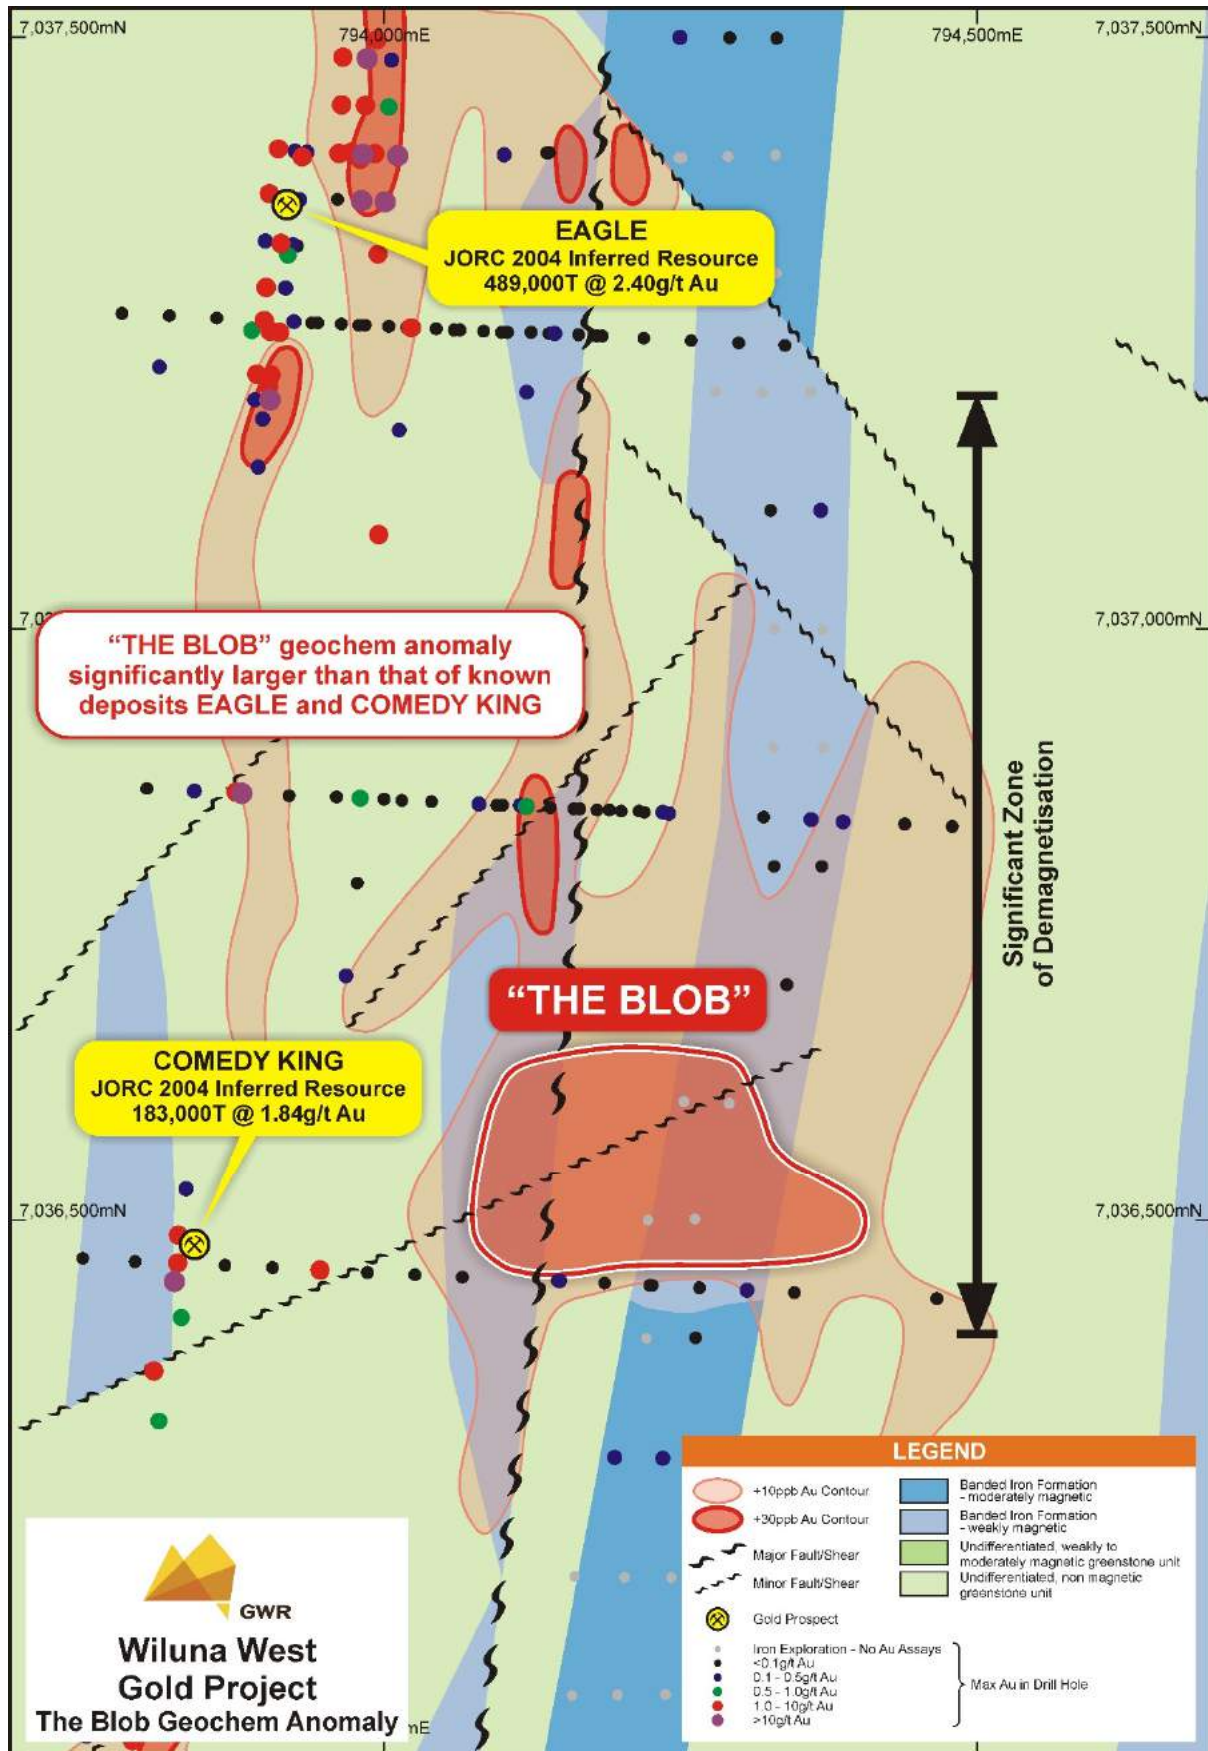 7,037,500mN
794,000mE
794,500mE
7,037,500mN
EAGLE
JORC 2004 Inferred Resource
489,000T @ 2.40g/t Au
7,03
7,037,000mN
“THE BLOB” geochem anomaly
significantly larger than that of known
deposits EAGLE and COMEDY KING
Significant Zone
of Demagnetisation
“THE BLOB”
COMEDY KING
JORC 2004 Inferred Resource
183,000T @ 1.84g/t Au
7,036,500mN
7,036,500mN
LEGEND
+10ppb Au Contour
+30ppb Au Contour
Major Fault/Shear
Minor Fault/Shear
Gold Prospect
Iron Exploration - No Au Assays
<0.1g/t Au
0.1 - 0.5g/t Au
0.5 - 1.0g/t Au
1.0 - 10g/t Au
>10g/t Au
Max Au in Drill Hole
Banded Iron Formation
- moderately magnetic
Banded Iron Formation
- weakly magnetic
Undifferentiated, weakly to
moderately magnetic greenstone unit
Undifferentiated, non magnetic
greenstone unit
GWR
Wiluna West
Gold Project
The Blob Geochem Anomaly
mE